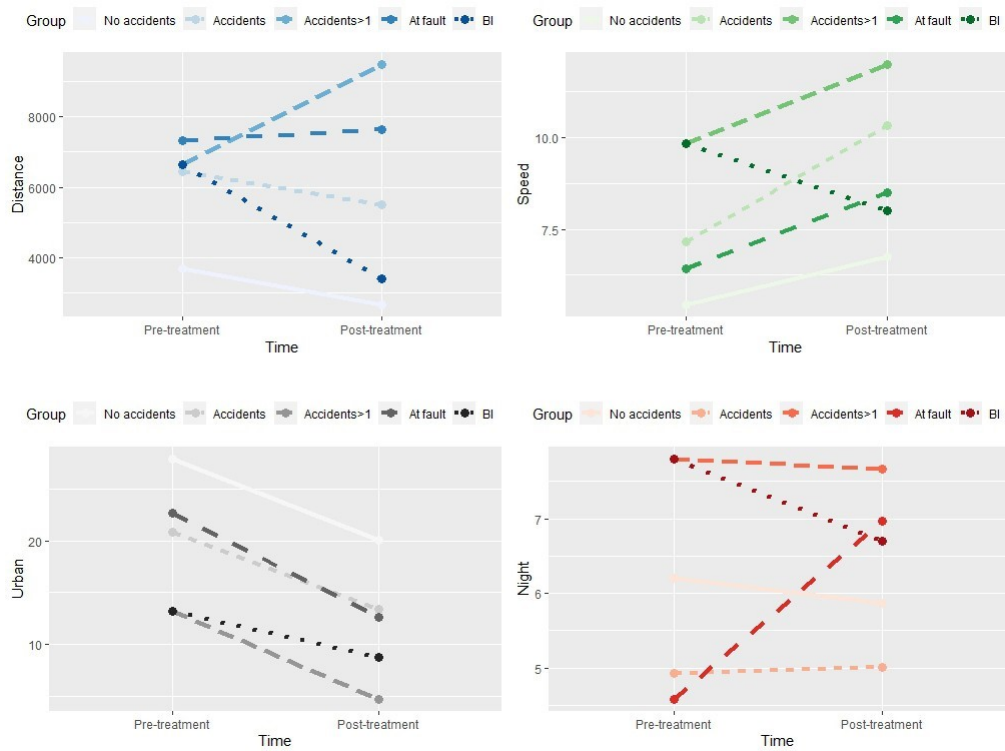 Group No accidents Accidents Accidents>1 At fault BI
8000
6000
4000
Distance
Pre-treatment Post-treatment
Time
Group No accidents Accidents Accidents>1 At fault BI
10.0
7.5
Speed
Pre-treatment Post-treatment
Time
Group No accidents Accidents Accidents>1 At fault BI
20
10
Urban
Pre-treatment Post-treatment
Time
Group No accidents Accidents Accidents>1 At fault BI
7
6
5
Night
Pre-treatment Post-treatment
Time